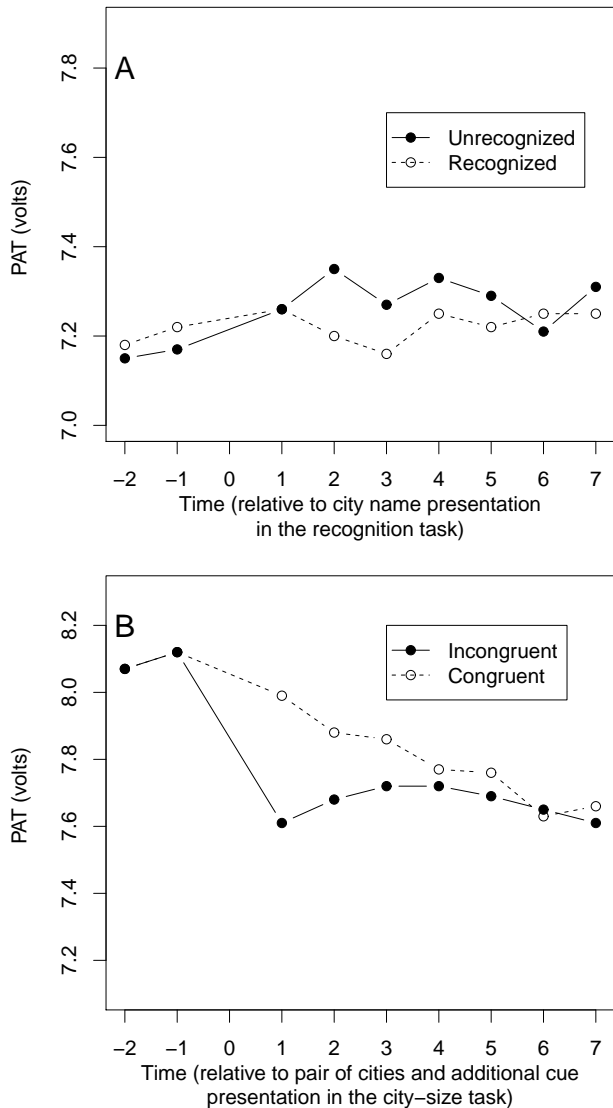 A
Unrecognized
Recognized
PAT (volts)
7.8
7.6
7.4
7.2
7.0
−2 −1 0 1 2 3 4 5 6 7
Time (relative to city name presentation
in the recognition task)
B
Incongruent
Congruent
PAT (volts)
8.2
8.0
7.8
7.6
7.4
7.2
−2 −1 0 1 2 3 4 5 6 7
Time (relative to pair of cities and additional cue
presentation in the city−size task)